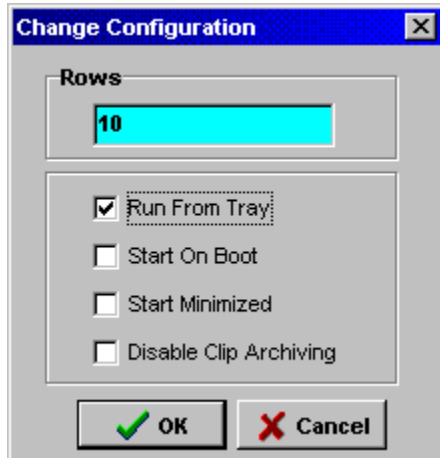 Change Configuration
Rows
10
Run From Tray
Start On Boot
Start Minimized
Disable Clip Archiving
OK Cancel